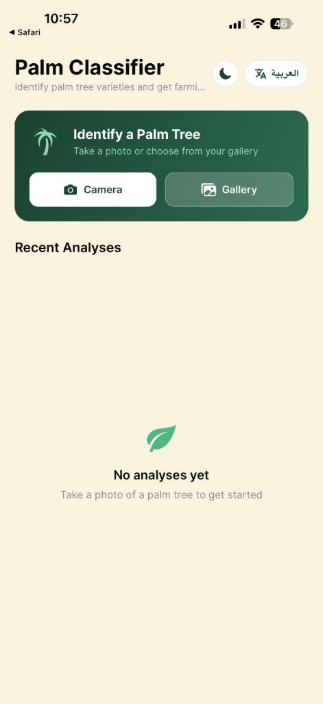 10:57
46
◀ Safari
Palm Classifier
Identify palm tree varieties and get farmi...
العربية
Identify a Palm Tree
Take a photo or choose from your gallery
Camera
Gallery
Recent Analyses
No analyses yet
Take a photo of a palm tree to get started